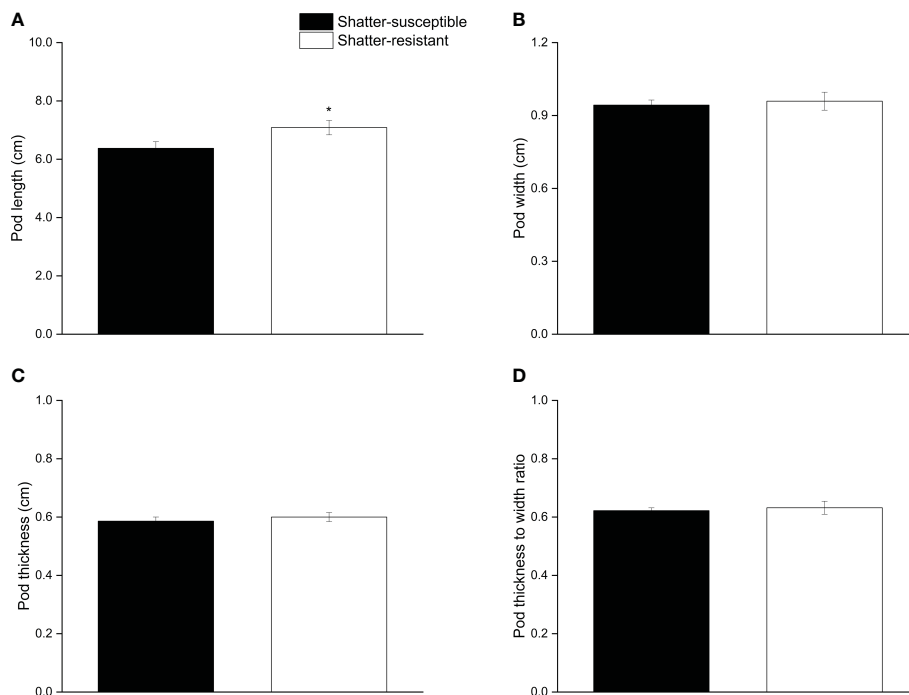 A
Shatter-susceptible
Shatter-resistant
10.0
8.0
6.0
4.0
2.0
0.0
Pod length (cm)
*
B
1.2
0.9
0.6
0.3
0.0
Pod width (cm)
C
1.0
0.8
0.6
0.4
0.2
0.0
Pod thickness (cm)
D
1.0
0.8
0.6
0.4
0.2
0.0
Pod thickness to width ratio